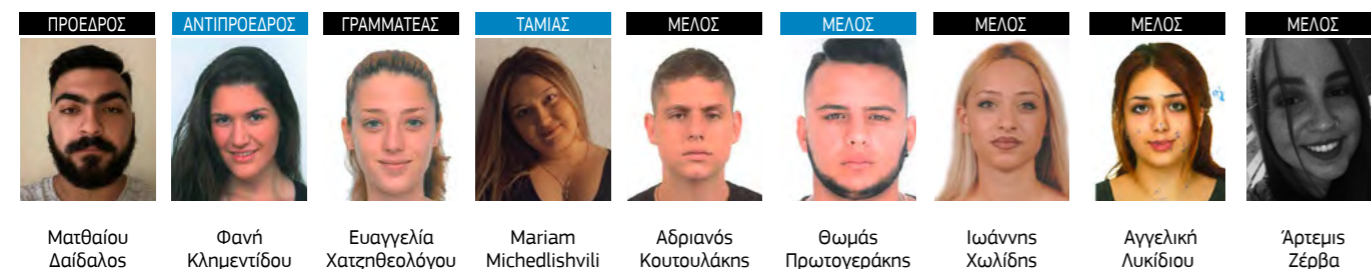 ΠΡΟΕΔΡΟΣ ΑΝΤΙΠΡΟΕΔΡΟΣ ΓΡΑΜΜΑΤΕΑΣ ΤΑΜΙΑΣ ΜΕΛΟΣ ΜΕΛΟΣ ΜΕΛΟΣ ΜΕΛΟΣ ΜΕΛΟΣ
Ματθαίου Φανή Ευαγγελία Mariam Αδριανός Θωμάς Ιωάννης Αγγελική Άρτεμις
Δαίδαλος Κλημεντίδου Χατζηθεολόγου Michedlishvili Κουτουλάκης Πρωτογεράκης Χωλίδης Λυκίδιου Ζέρβα